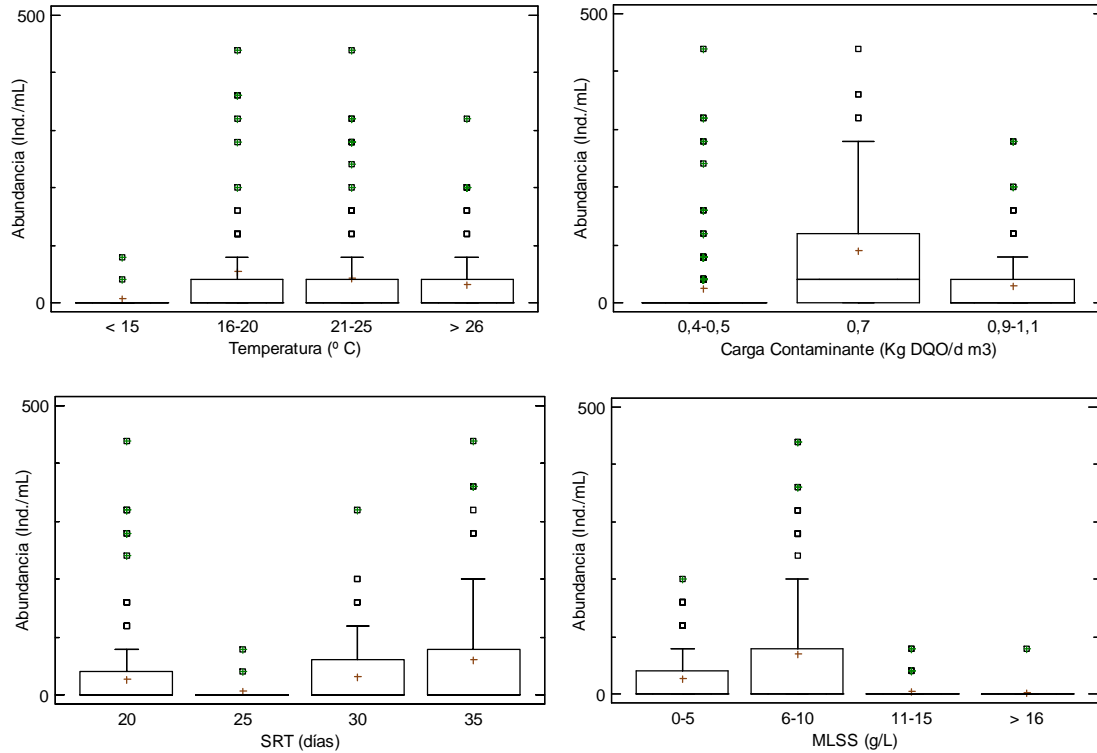 500
Abundancia (Ind./mL)
0
< 15 16-20 21-25 > 26
Temperatura (º C)
500
Abundancia (Ind./mL)
0
0,4-0,5 0,7 0,9-1,1
Carga Contaminante (Kg DQO/d m3)
500
Abundancia (Ind./mL)
0
20 25 30 35
SRT (días)
500
Abundancia (Ind./mL)
0
0-5 6-10 11-15 > 16
MLSS (g/L)